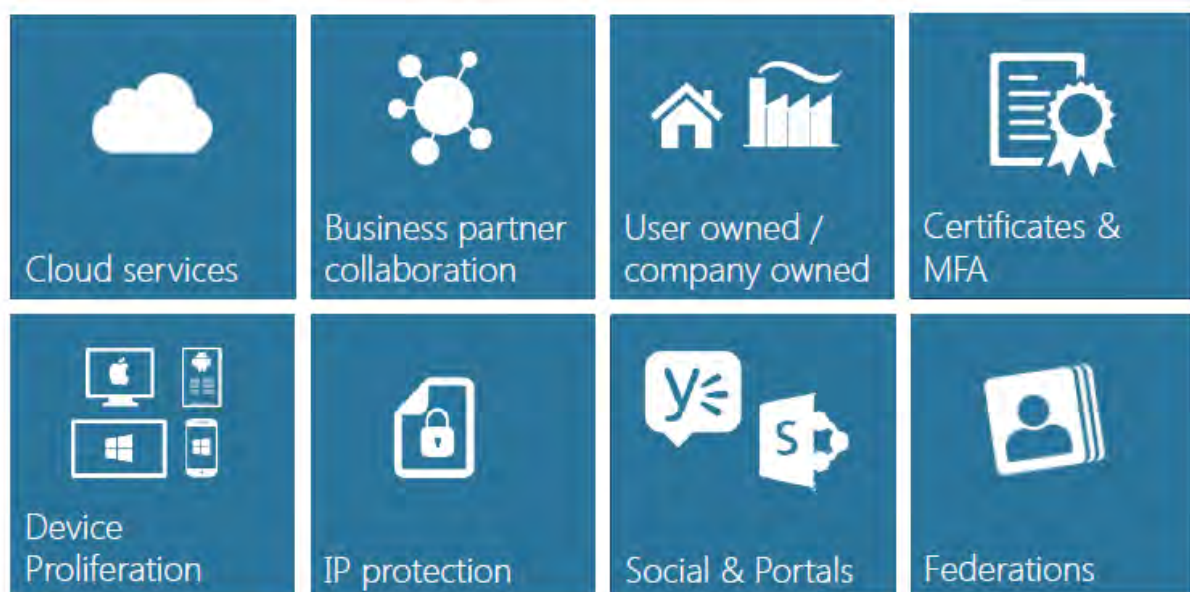 Cloud services
Business partner
collaboration
User owned /
company owned
Certificates &
MFA
Device
Proliferation
IP protection
Social & Portals
Federations